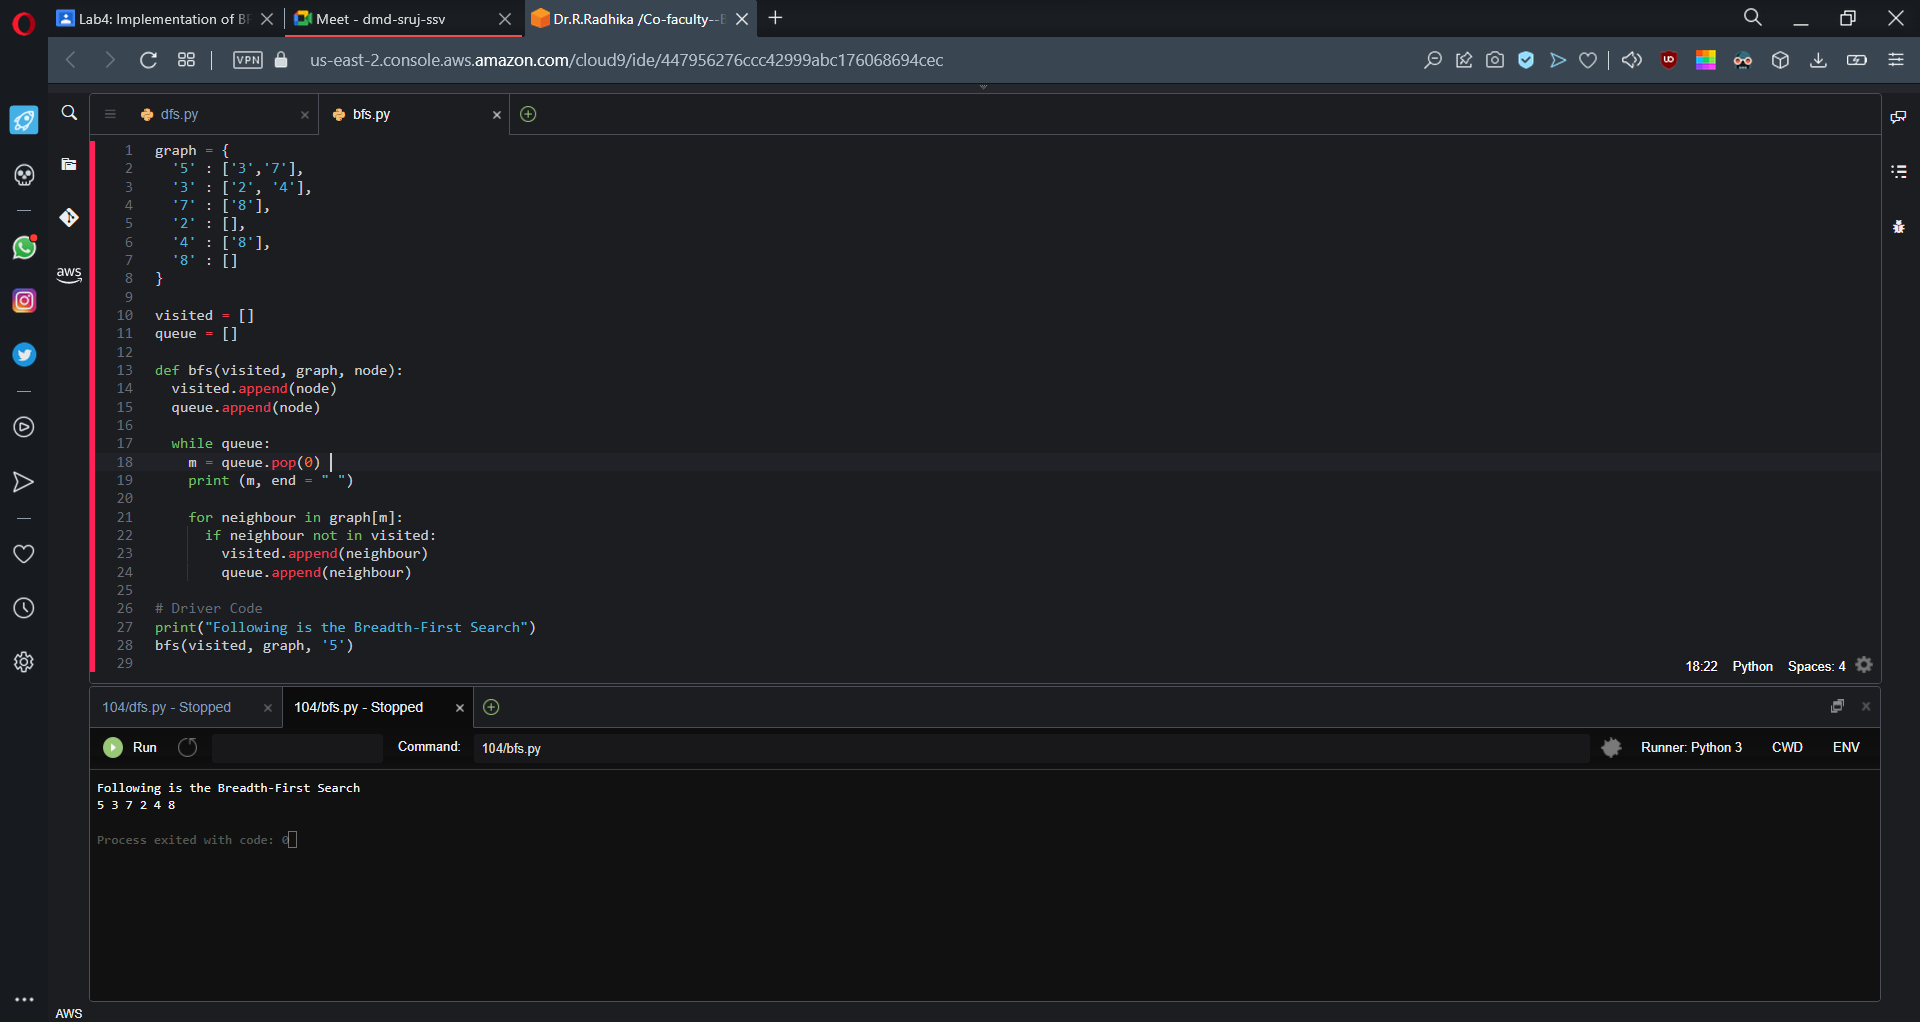 Lab4: Implementation of B
Meet - dmd-sruj-ssv
Dr.R.Radhika /Co-faculty--
VPN
us-east-2.console.aws.amazon.com/cloud9/ide/447956276ccc42999abc176068694cec
dfs.py
bfs.py
aws
1 graph = {
2 '5' : ['3','7'],
3 '3' : ['2', '4'],
4 '7' : ['8'],
5 '2' : [],
6 '4' : ['8'],
7 '8' : []
8 }
9
10 visited = []
11 queue = []
12
13 def bfs(visited, graph, node):
14 visited.append(node)
15 queue.append(node)
16
17 while queue:
18 m = queue.pop(0)
19 print (m, end = " ")
20
21 for neighbour in graph[m]:
22 if neighbour not in visited:
23 visited.append(neighbour)
24 queue.append(neighbour)
25
26 # Driver Code
27 print("Following is the Breadth-First Search")
28 bfs(visited, graph, '5')
29
18:22 Python Spaces: 4
104/dfs.py - Stopped
104/bfs.py - Stopped
Run
Command:
104/bfs.py
Runner: Python 3
CWD
ENV
Following is the Breadth-First Search
5 3 7 2 4 8
Process exited with code: 0
AWS